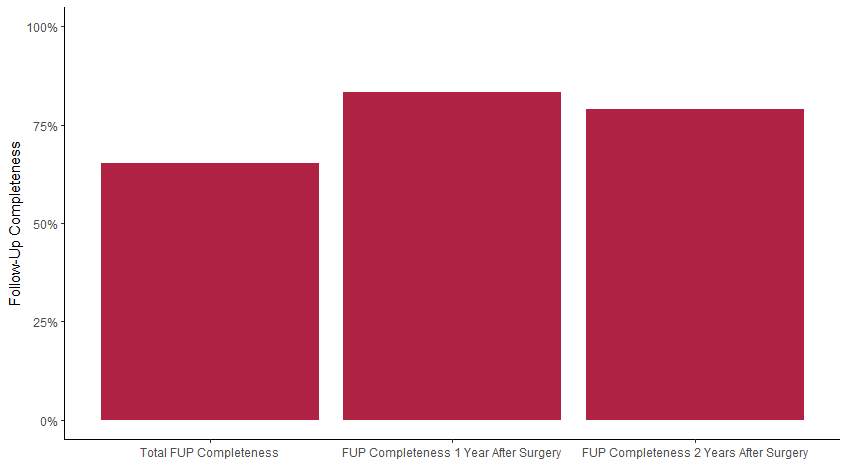 100%
75%
50%
25%
0%
Follow-Up Completeness
Total FUP Completeness
FUP Completeness 1 Year After Surgery
FUP Completeness 2 Years After Surgery